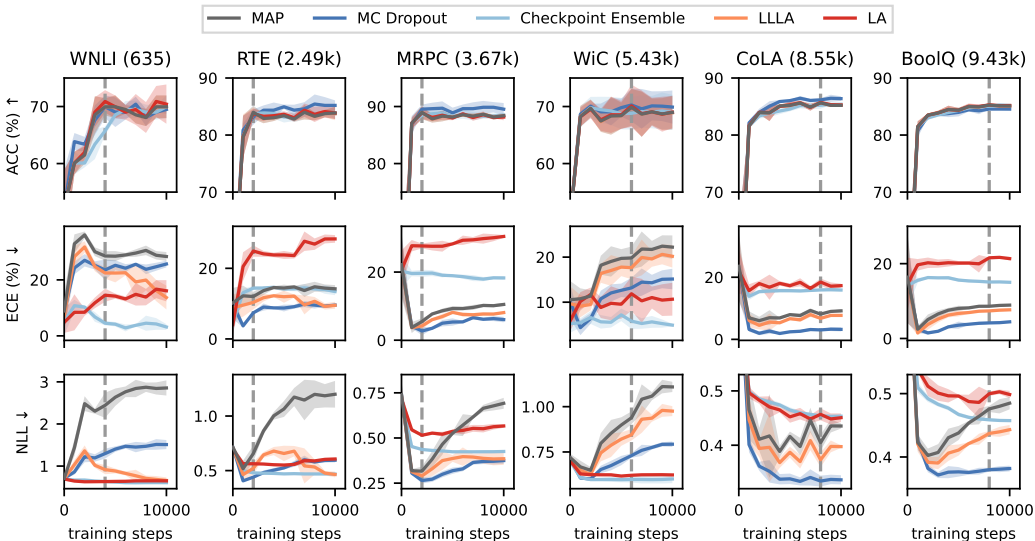 MAP MC Dropout Checkpoint Ensemble LLLA LA
WNLI (635) RTE (2.49k) MRPC (3.67k) WiC (5.43k) CoLA (8.55k) BoolQ (9.43k)
ACC (%) ↑
70 60
90 80 70
90 80
70 60
90 80 70
90 80 70
ECE (%) ↓
20 0
20 0
20 0
20 10
20 0
20 0
NLL ↓
3 2 1
1.0 0.5
0.75 0.50 0.25
1.00 0.75
0.5 0.4
0.5 0.4
0 10000 0 10000 0 10000 0 10000 0 10000 0 10000
training steps training steps training steps training steps training steps training steps